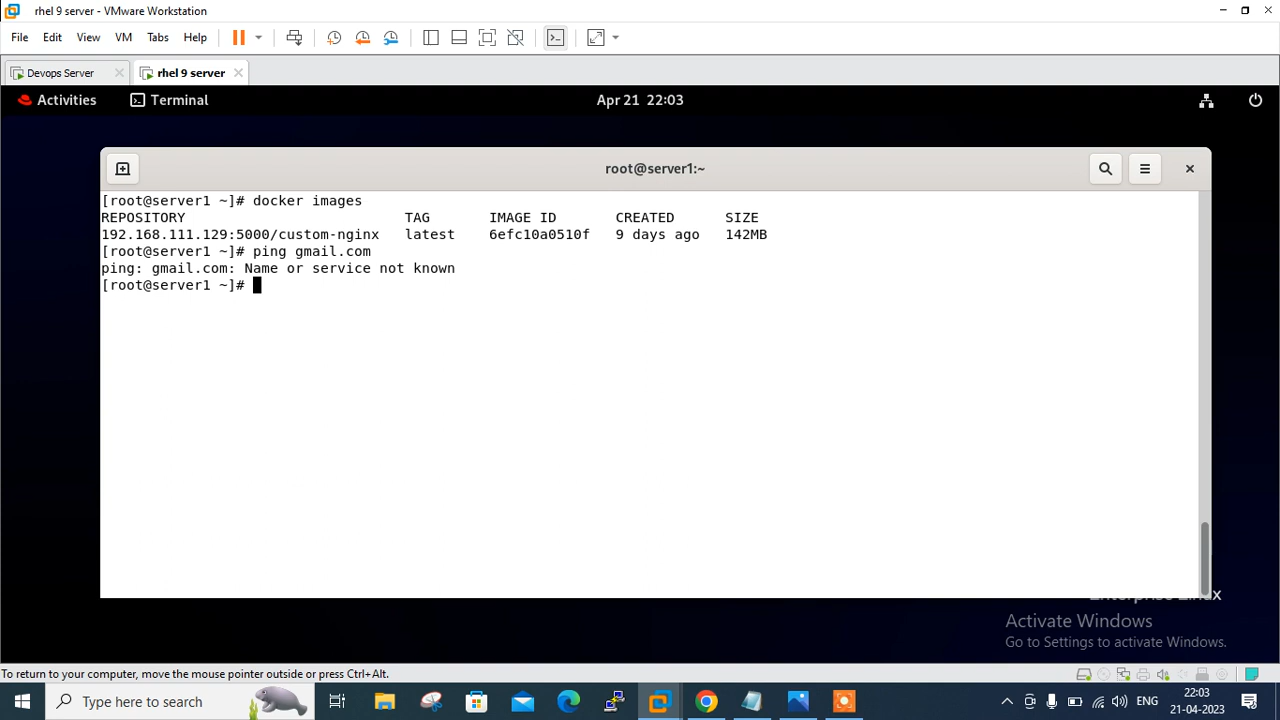 rhel 9 server - VMware Workstation
File Edit View VM Tabs Help
Devops Server rhel 9 server
Activities Terminal Apr 21 22:03
root@server1:~
[root@server1 ~]# docker images
REPOSITORY TAG IMAGE ID CREATED SIZE
192.168.111.129:5000/custom-nginx latest 6efc10a0510f 9 days ago 142MB
[root@server1 ~]# ping gmail.com
ping: gmail.com: Name or service not known
[root@server1 ~]#
Enterprise Linux
Activate Windows
Go to Settings to activate Windows.
To return to your computer, move the mouse pointer outside or press Ctrl+Alt.
Type here to search
ENG
22:03
21-04-2023